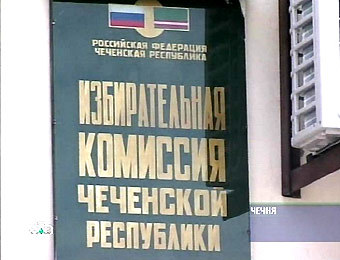 РОССИЙСКАЯ ФЕДЕРАЦИЯ
ЧЕЧЕНСКАЯ РЕСПУБЛИКА
ИЗБИРАТЕЛЬНАЯ
КОМИССИЯ
ЧЕЧЕНСКОЙ
РЕСПУБЛИКИ
ЧЕЧНЯ